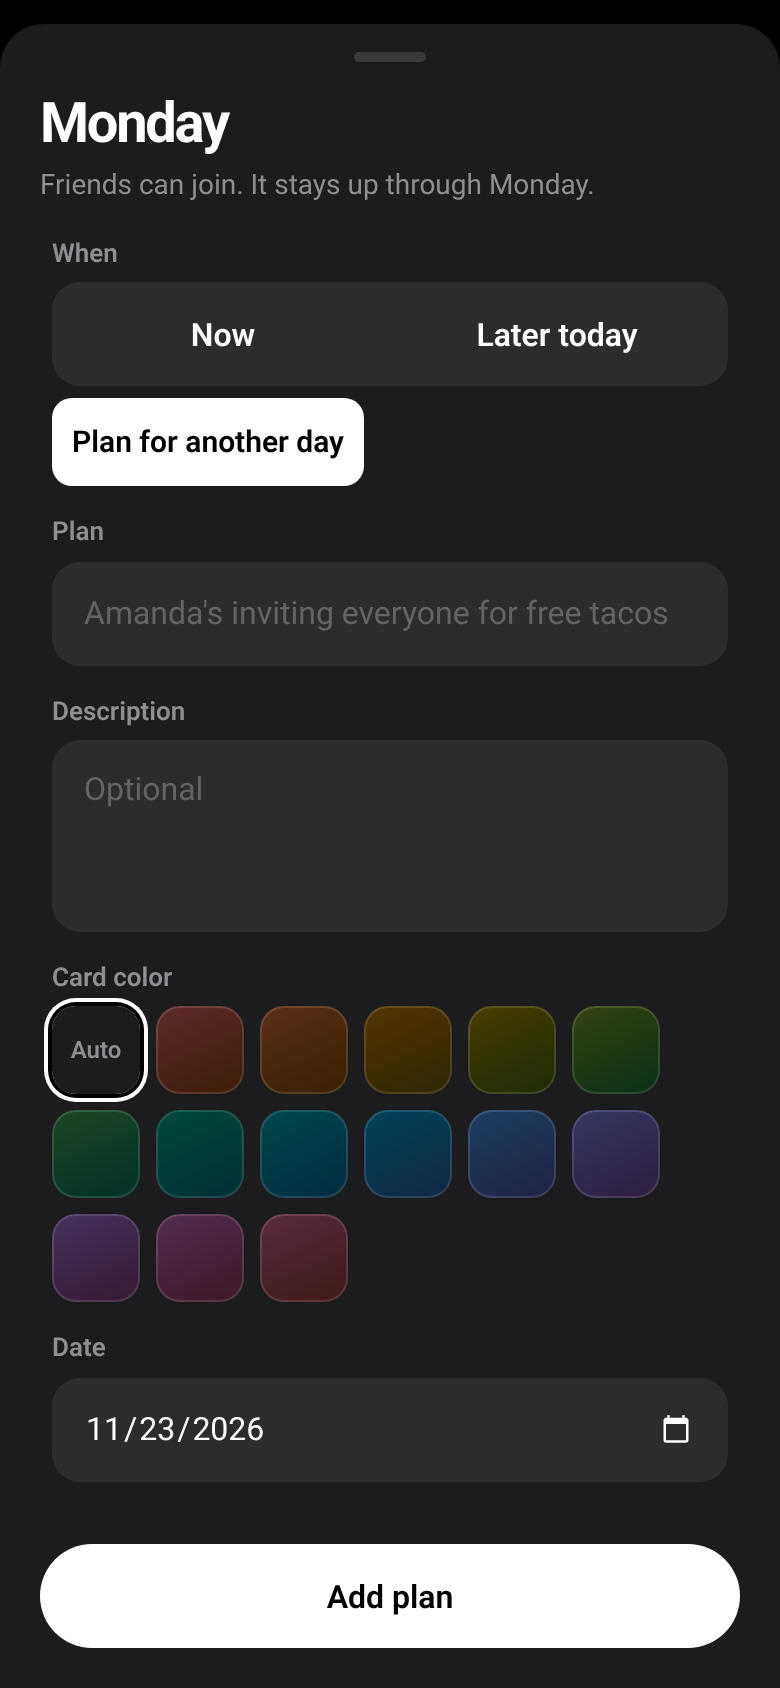 Monday
Friends can join. It stays up through Monday.
When
Now
Later today
Plan for another day
Plan
Amanda's inviting everyone for free tacos
Description
Optional
Card color
Auto
Date
11/23/2026
Add plan